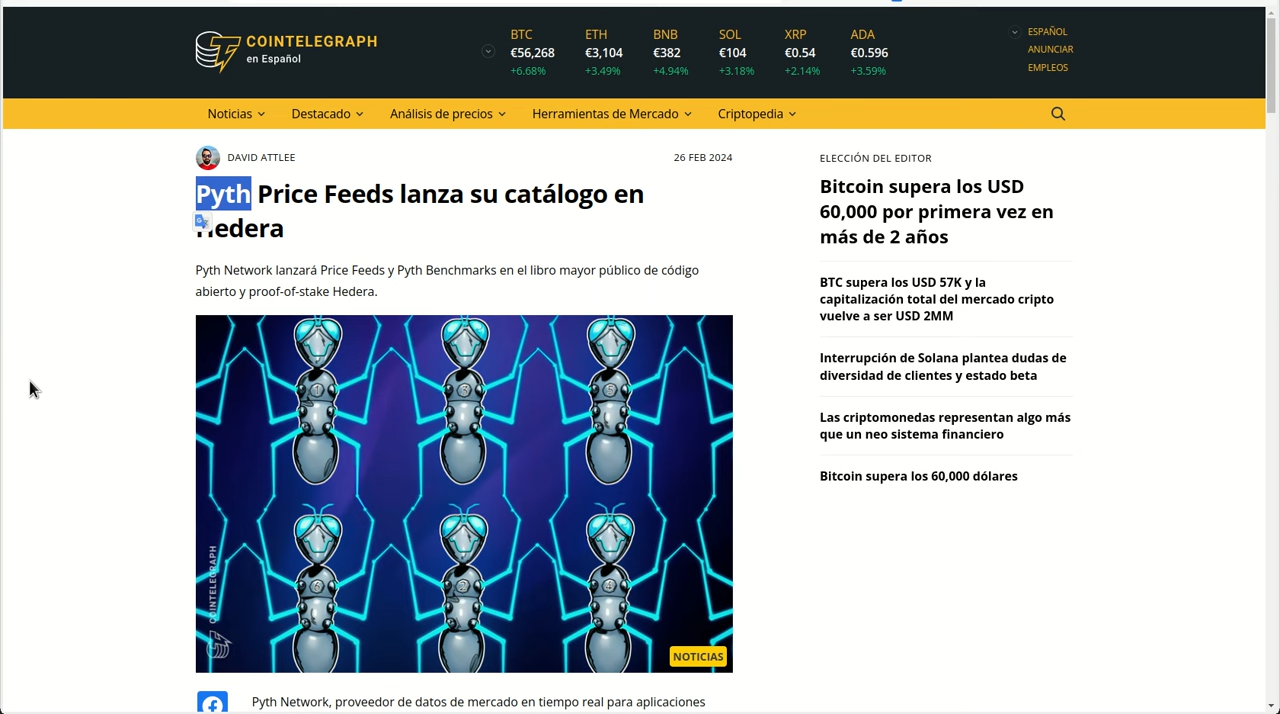 COINTELEGRAPH
en Español
BTC
€56,268
+6.68%
ETH
€3,104
+3.49%
BNB
€382
+4.94%
SOL
€104
+3.18%
XRP
€0.54
+2.14%
ADA
€0.596
+3.59%
ESPAÑOL
ANUNCIAR
EMPLEOS
Noticias
Destacado
Análisis de precios
Herramientas de Mercado
Criptopedia
DAVID ATTLEE
26 FEB 2024
Pyth Price Feeds lanza su catálogo en
Hedera
Pyth Network lanzará Price Feeds y Pyth Benchmarks en el libro mayor público de código
abierto y proof-of-stake Hedera.
COINTELEGRAPH
NOTICIAS
Pyth Network, proveedor de datos de mercado en tiempo real para aplicaciones
ELECCIÓN DEL EDITOR
Bitcoin supera los USD
60,000 por primera vez en
más de 2 años
BTC supera los USD 57K y la
capitalización total del mercado cripto
vuelve a ser USD 2MM
Interrupción de Solana plantea dudas de
diversidad de clientes y estado beta
Las criptomonedas representan algo más
que un neo sistema financiero
Bitcoin supera los 60,000 dólares